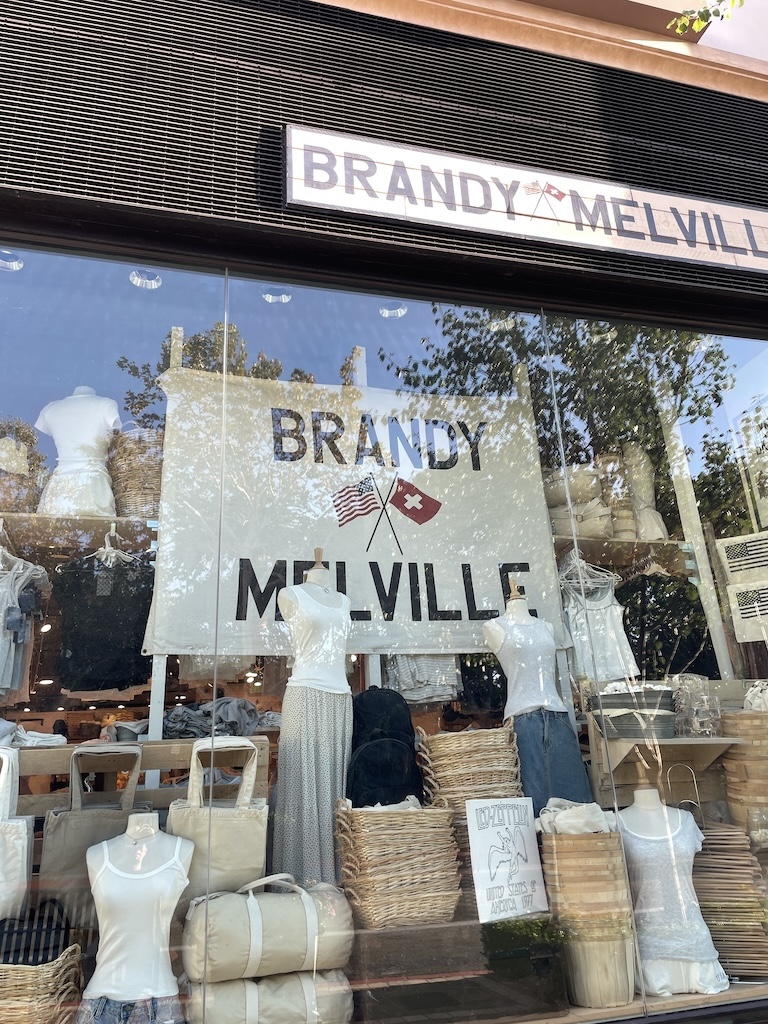 BRANDY MELVILL
BRANDY
MELVILLE
LED-ZEPPELIN
UNITED STATES OF
AMERICA 1977